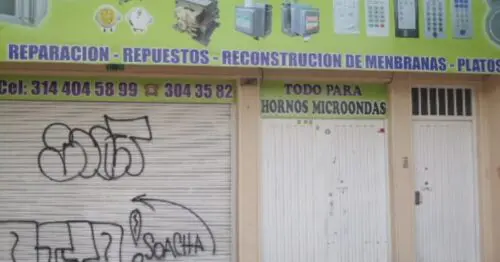 REPARACION - REPUESTOS - RECONSTRUCION DE MENBRANAS - PLATOS
Cel: 314 404 58 99 ☎ 304 35 82
TODO PARA
HORNOS MICROONDAS
SOACHA